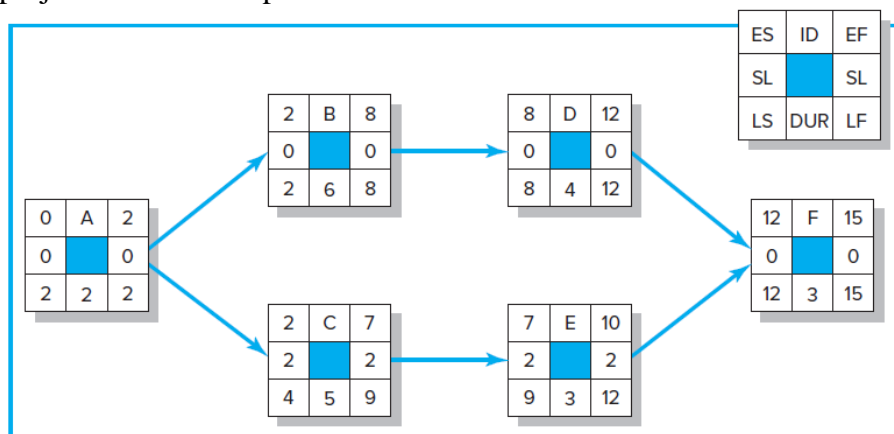 ES ID EF
SL SL
LS DUR LF
2 B 8
0 0
2 6 8
8 D 12
0 0
8 4 12
0 A 2
0 0
2 2 2
12 F 15
0 0
12 3 15
2 C 7
2 2
4 5 9
7 E 10
2 2
9 3 12